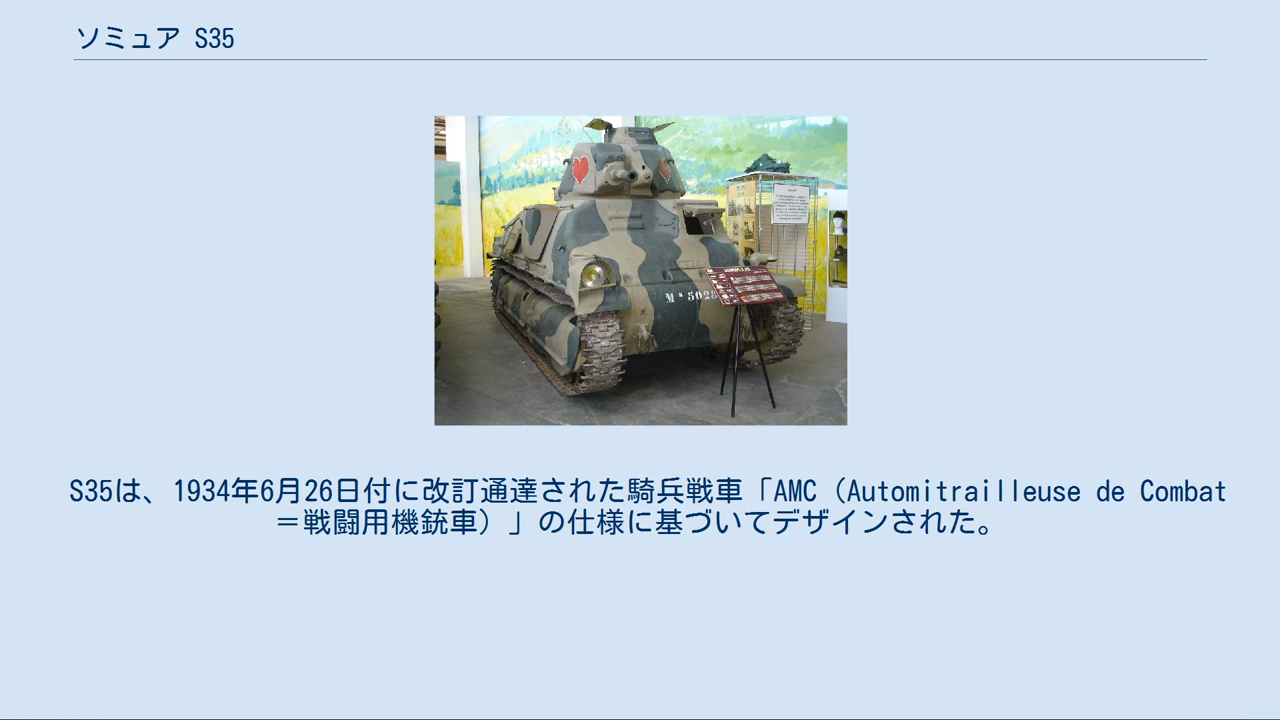 ソミュア S35
M 5028
S35は、1934年6月26日付に改訂通達された騎兵戦車「AMC（Automitrailleuse de Combat
＝戦闘用機銃車）」の仕様に基づいてデザインされた。